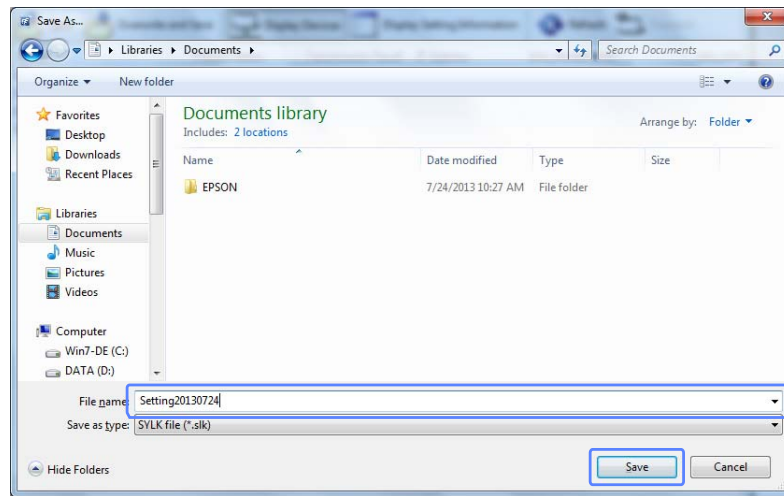 Save As...
Libraries Documents
Search Documents
Organize New folder
Favorites
Desktop
Downloads
Recent Places
Libraries
Documents
Music
Pictures
Videos
Computer
Win7-DE (C:)
DATA (D:)
Documents library
Includes: 2 locations
Arrange by: Folder
Name Date modified Type Size
EPSON 7/24/2013 10:27 AM File folder
File name: Setting20130724
Save as type: SYLK file (*.slk)
Hide Folders
Save Cancel